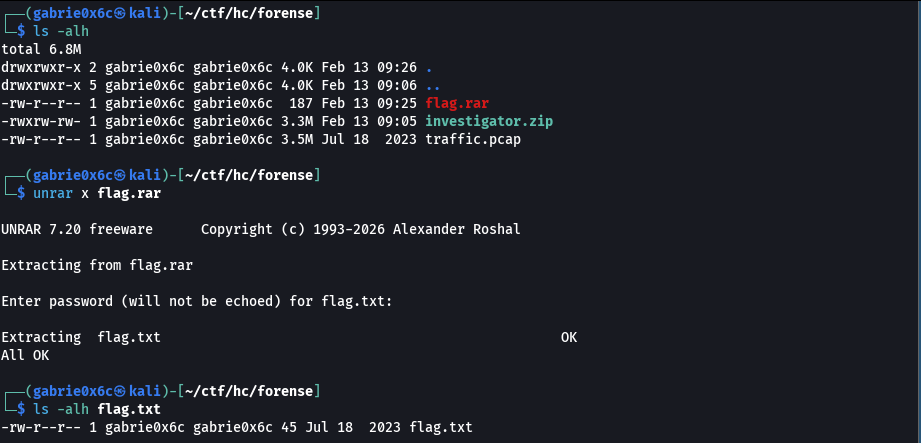 ┌──(gabrie0x6c㉿kali)-[~/ctf/hc/forense]
└─$ ls -alh
total 6.8M
drwxrwxr-x 2 gabrie0x6c gabrie0x6c 4.0K Feb 13 09:26 .
drwxrwxr-x 5 gabrie0x6c gabrie0x6c 4.0K Feb 13 09:06 ..
-rw-r--r-- 1 gabrie0x6c gabrie0x6c  187 Feb 13 09:25 flag.rar
-rwxrw-rw- 1 gabrie0x6c gabrie0x6c 3.3M Feb 13 09:05 investigator.zip
-rw-r--r-- 1 gabrie0x6c gabrie0x6c 3.5M Jul 18  2023 traffic.pcap
┌──(gabrie0x6c㉿kali)-[~/ctf/hc/forense]
└─$ unrar x flag.rar
UNRAR 7.20 freeware      Copyright (c) 1993-2026 Alexander Roshal
Extracting from flag.rar
Enter password (will not be echoed) for flag.txt:
Extracting  flag.txt                                                  OK
All OK
┌──(gabrie0x6c㉿kali)-[~/ctf/hc/forense]
└─$ ls -alh flag.txt
-rw-r--r-- 1 gabrie0x6c gabrie0x6c 45 Jul 18  2023 flag.txt